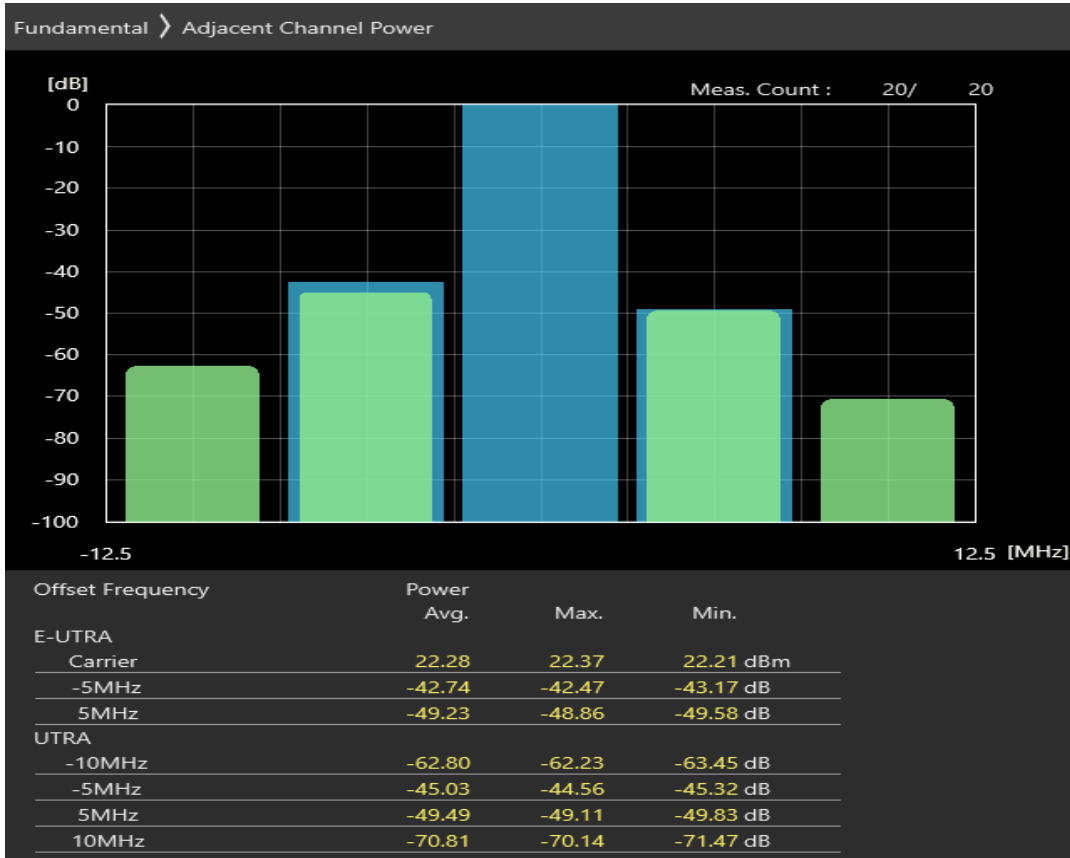 Fundamental 〉 Adjacent Channel Power
[dB]
Meas. Count : 20/ 20
0
-10
-20
-30
-40
-50
-60
-70
-80
-90
-100
-12.5 12.5 [MHz]
Offset Frequency Power
Avg. Max. Min.
E-UTRA
Carrier 22.28 22.37 22.21 dBm
-5MHz -42.74 -42.47 -43.17 dB
5MHz -49.23 -48.86 -49.58 dB
UTRA
-10MHz -62.80 -62.23 -63.45 dB
-5MHz -45.03 -44.56 -45.32 dB
5MHz -49.49 -49.11 -49.83 dB
10MHz -70.81 -70.14 -71.47 dB